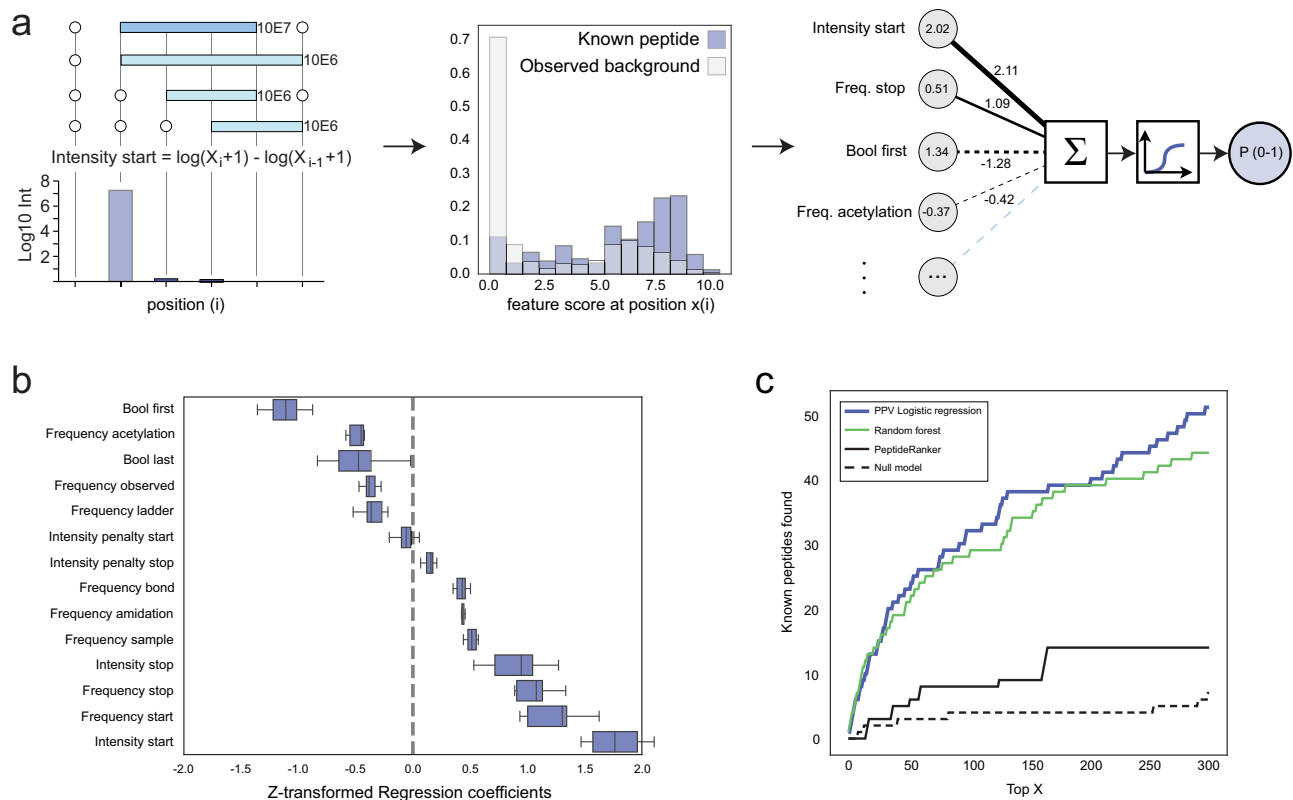 a
10E7
10E6
10E6
10E6
Intensity start = log(Xi+1) - log(Xi-1+1)
Log10 Int
8
6
4
2
position (i)
0.7
0.6
0.5
0.4
0.3
0.2
0.1
0.0
Known peptide
Observed background
0.0
2.5
5.0
7.5
10.0
feature score at position x(i)
Intensity start
2.02
2.11
Freq. stop
0.51
1.09
Bool first
1.34
-1.28
Freq. acetylation
-0.37
-0.42
...
Σ
P (0-1)
b
Bool first
Frequency acetylation
Bool last
Frequency observed
Frequency ladder
Intensity penalty start
Intensity penalty stop
Frequency bond
Frequency amidation
Frequency sample
Intensity stop
Frequency stop
Frequency start
Intensity start
-2.0
-1.5
-1.0
-0.5
0.0
0.5
1.0
1.5
2.0
Z-transformed Regression coefficients
c
PPV Logistic regression
Random forest
PeptideRanker
Null model
Known peptides found
50
40
30
20
10
0
0
50
100
150
200
250
300
Top X